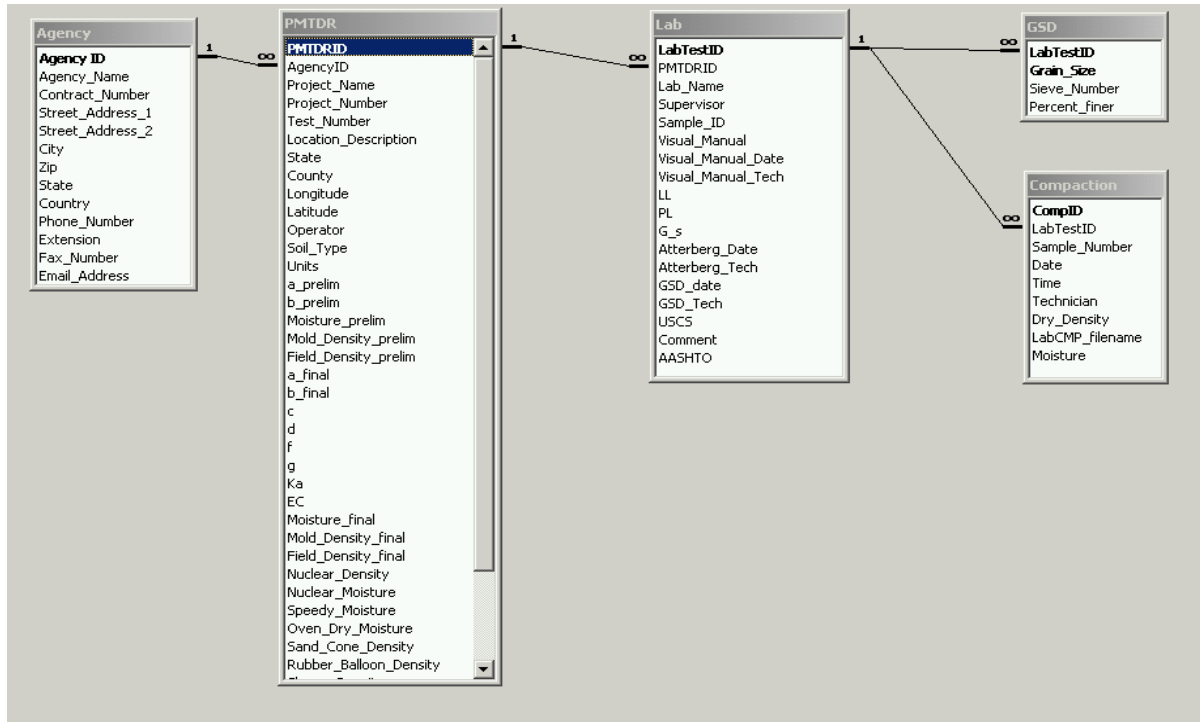 Agency
Agency ID
Agency_Name
Contract_Number
Street_Address_1
Street_Address_2
City
Zip
State
Country
Phone_Number
Extension
Fax_Number
Email_Address
1
∞
PMTDR
PMTDRID
AgencyID
Project_Name
Project_Number
Test_Number
Location_Description
State
County
Longitude
Latitude
Operator
Soil_Type
Units
a_prelim
b_prelim
Moisture_prelim
Mold_Density_prelim
Field_Density_prelim
a_final
b_final
c
d
f
g
Ka
EC
Moisture_final
Mold_Density_final
Field_Density_final
Nuclear_Density
Nuclear_Moisture
Speedy_Moisture
Oven_Dry_Moisture
Sand_Cone_Density
Rubber_Balloon_Density
1
∞
Lab
LabTestID
PMTDRID
Lab_Name
Supervisor
Sample_ID
Visual_Manual
Visual_Manual_Date
Visual_Manual_Tech
LL
PL
G_s
Atterberg_Date
Atterberg_Tech
GSD_date
GSD_Tech
USCS
Comment
AASHTO
1
∞
GSD
LabTestID
Grain_Size
Sieve_Number
Percent_finer
∞
Compaction
CompID
LabTestID
Sample_Number
Date
Time
Technician
Dry_Density
LabCMP_filename
Moisture